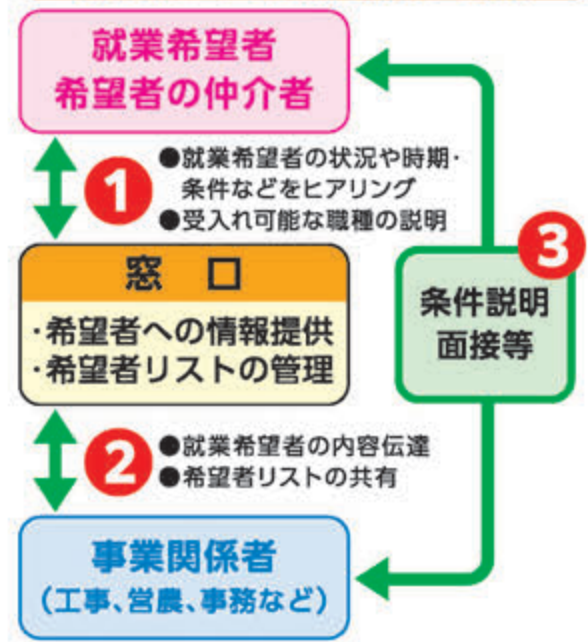 就業希望者
希望者の仲介者
1
●就業希望者の状況や時期・
条件などをヒアリング
●受入れ可能な職種の説明
窓 口
・希望者への情報提供
・希望者リストの管理
3
条件説明
面接等
2
●就業希望者の内容伝達
●希望者リストの共有
事業関係者
（工事、営農、事務など）